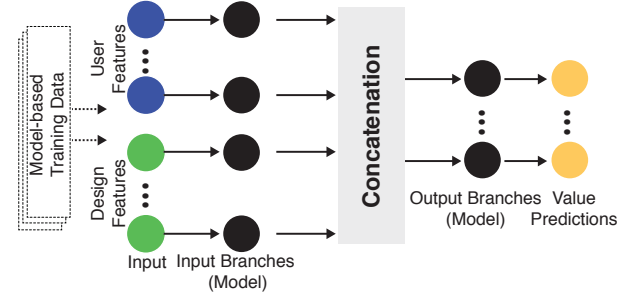 Model-based
Training Data
User
Features
Design
Features
Input
Input Branches
(Model)
Concatenation
Output Branches
(Model)
Value
Predictions